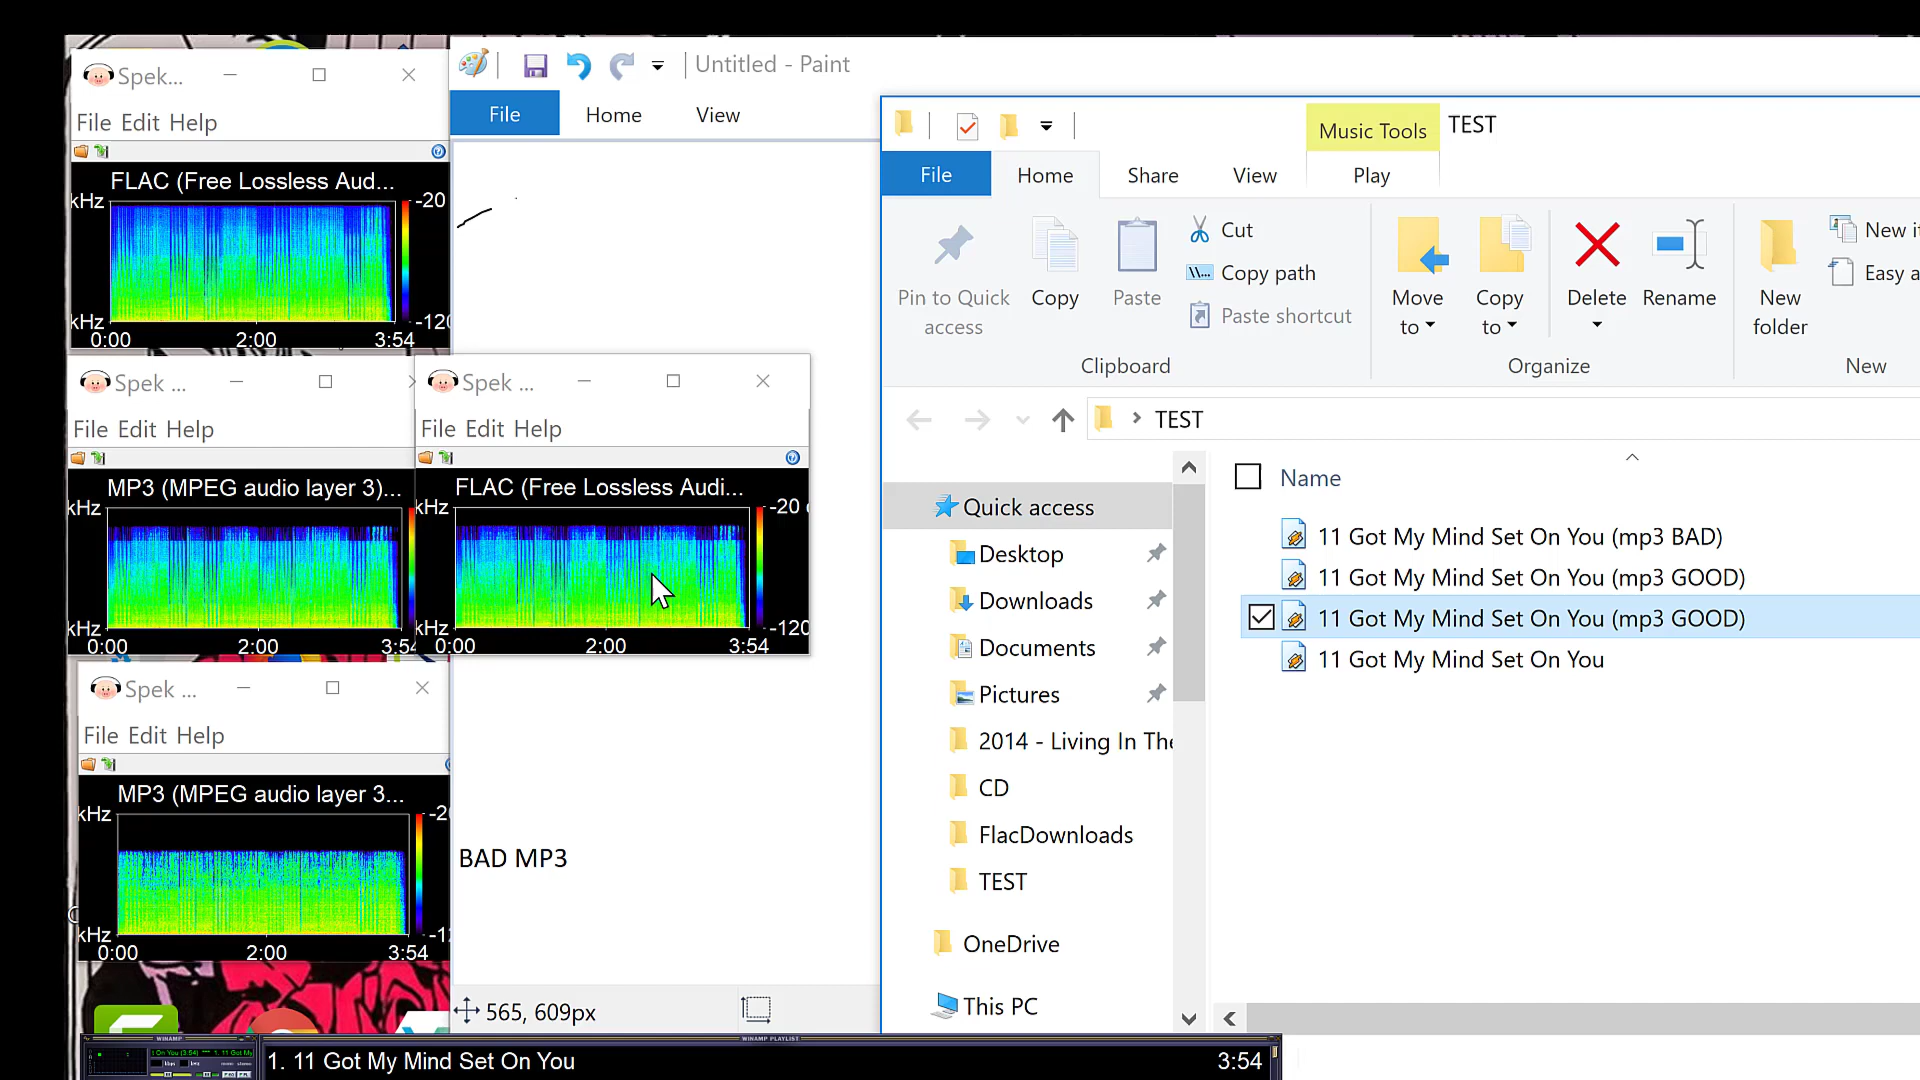 Spek...
File Edit Help
FLAC (Free Lossless Aud...
kHz
-20
kHz
-120
0:00
2:00
3:54
Spek ...
File Edit Help
MP3 (MPEG audio layer 3)...
kHz
kHz
0:00
2:00
3:54
Spek ...
File Edit Help
FLAC (Free Lossless Audi...
kHz
-20
kHz
-120
0:00
2:00
3:54
Spek ...
File Edit Help
MP3 (MPEG audio layer 3...
kHz
kHz
0:00
2:00
3:54
Untitled - Paint
File
Home
View
BAD MP3
565, 609px
Music Tools
TEST
File
Home
Share
View
Play
Pin to Quick
access
Copy
Paste
Cut
Copy path
Paste shortcut
Clipboard
Move
to
Copy
to
Delete
Rename
Organize
New
folder
New it
Easy a
New
TEST
Name
Quick access
Desktop
Downloads
Documents
Pictures
2014 - Living In The
CD
FlacDownloads
TEST
OneDrive
This PC
11 Got My Mind Set On You (mp3 BAD)
11 Got My Mind Set On You (mp3 GOOD)
11 Got My Mind Set On You (mp3 GOOD)
11 Got My Mind Set On You
WINAMP
WINAMP PLAYLIST
1. 11 Got My Mind Set On You
3:54